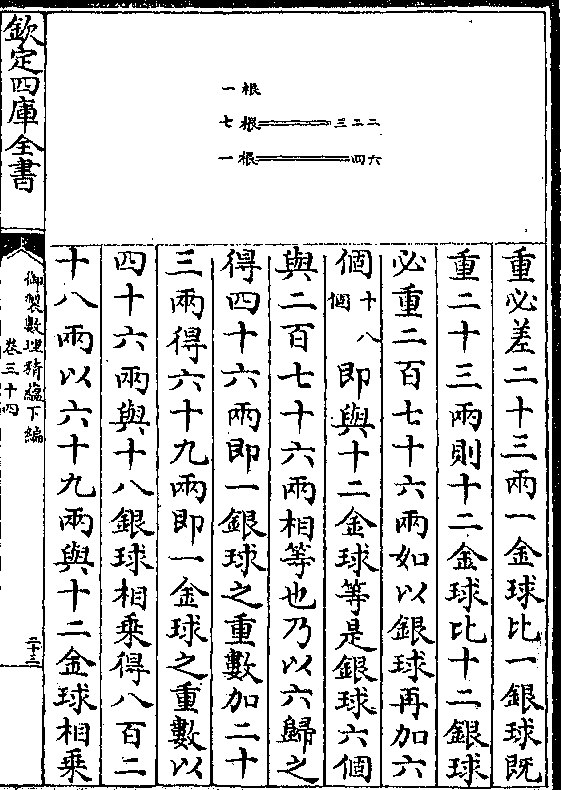 一根
七根三二二
一根四六
重必差二十三兩一金球比一銀球既
重二十三兩則十二金球比十二銀球
必重二百七十六兩如以銀球再加六
個十八個即與十二金球等是銀球六個
與二百七十六兩相等也乃以六歸之
得四十六兩即一銀球之重數加二十
三兩得六十九兩即一金球之重數以
四十六兩與十八銀球相乘得八百二
十八兩以六十九兩與十二金球相乘
欽定四庫全書
御製數理精藴下編
卷三十四
二十三